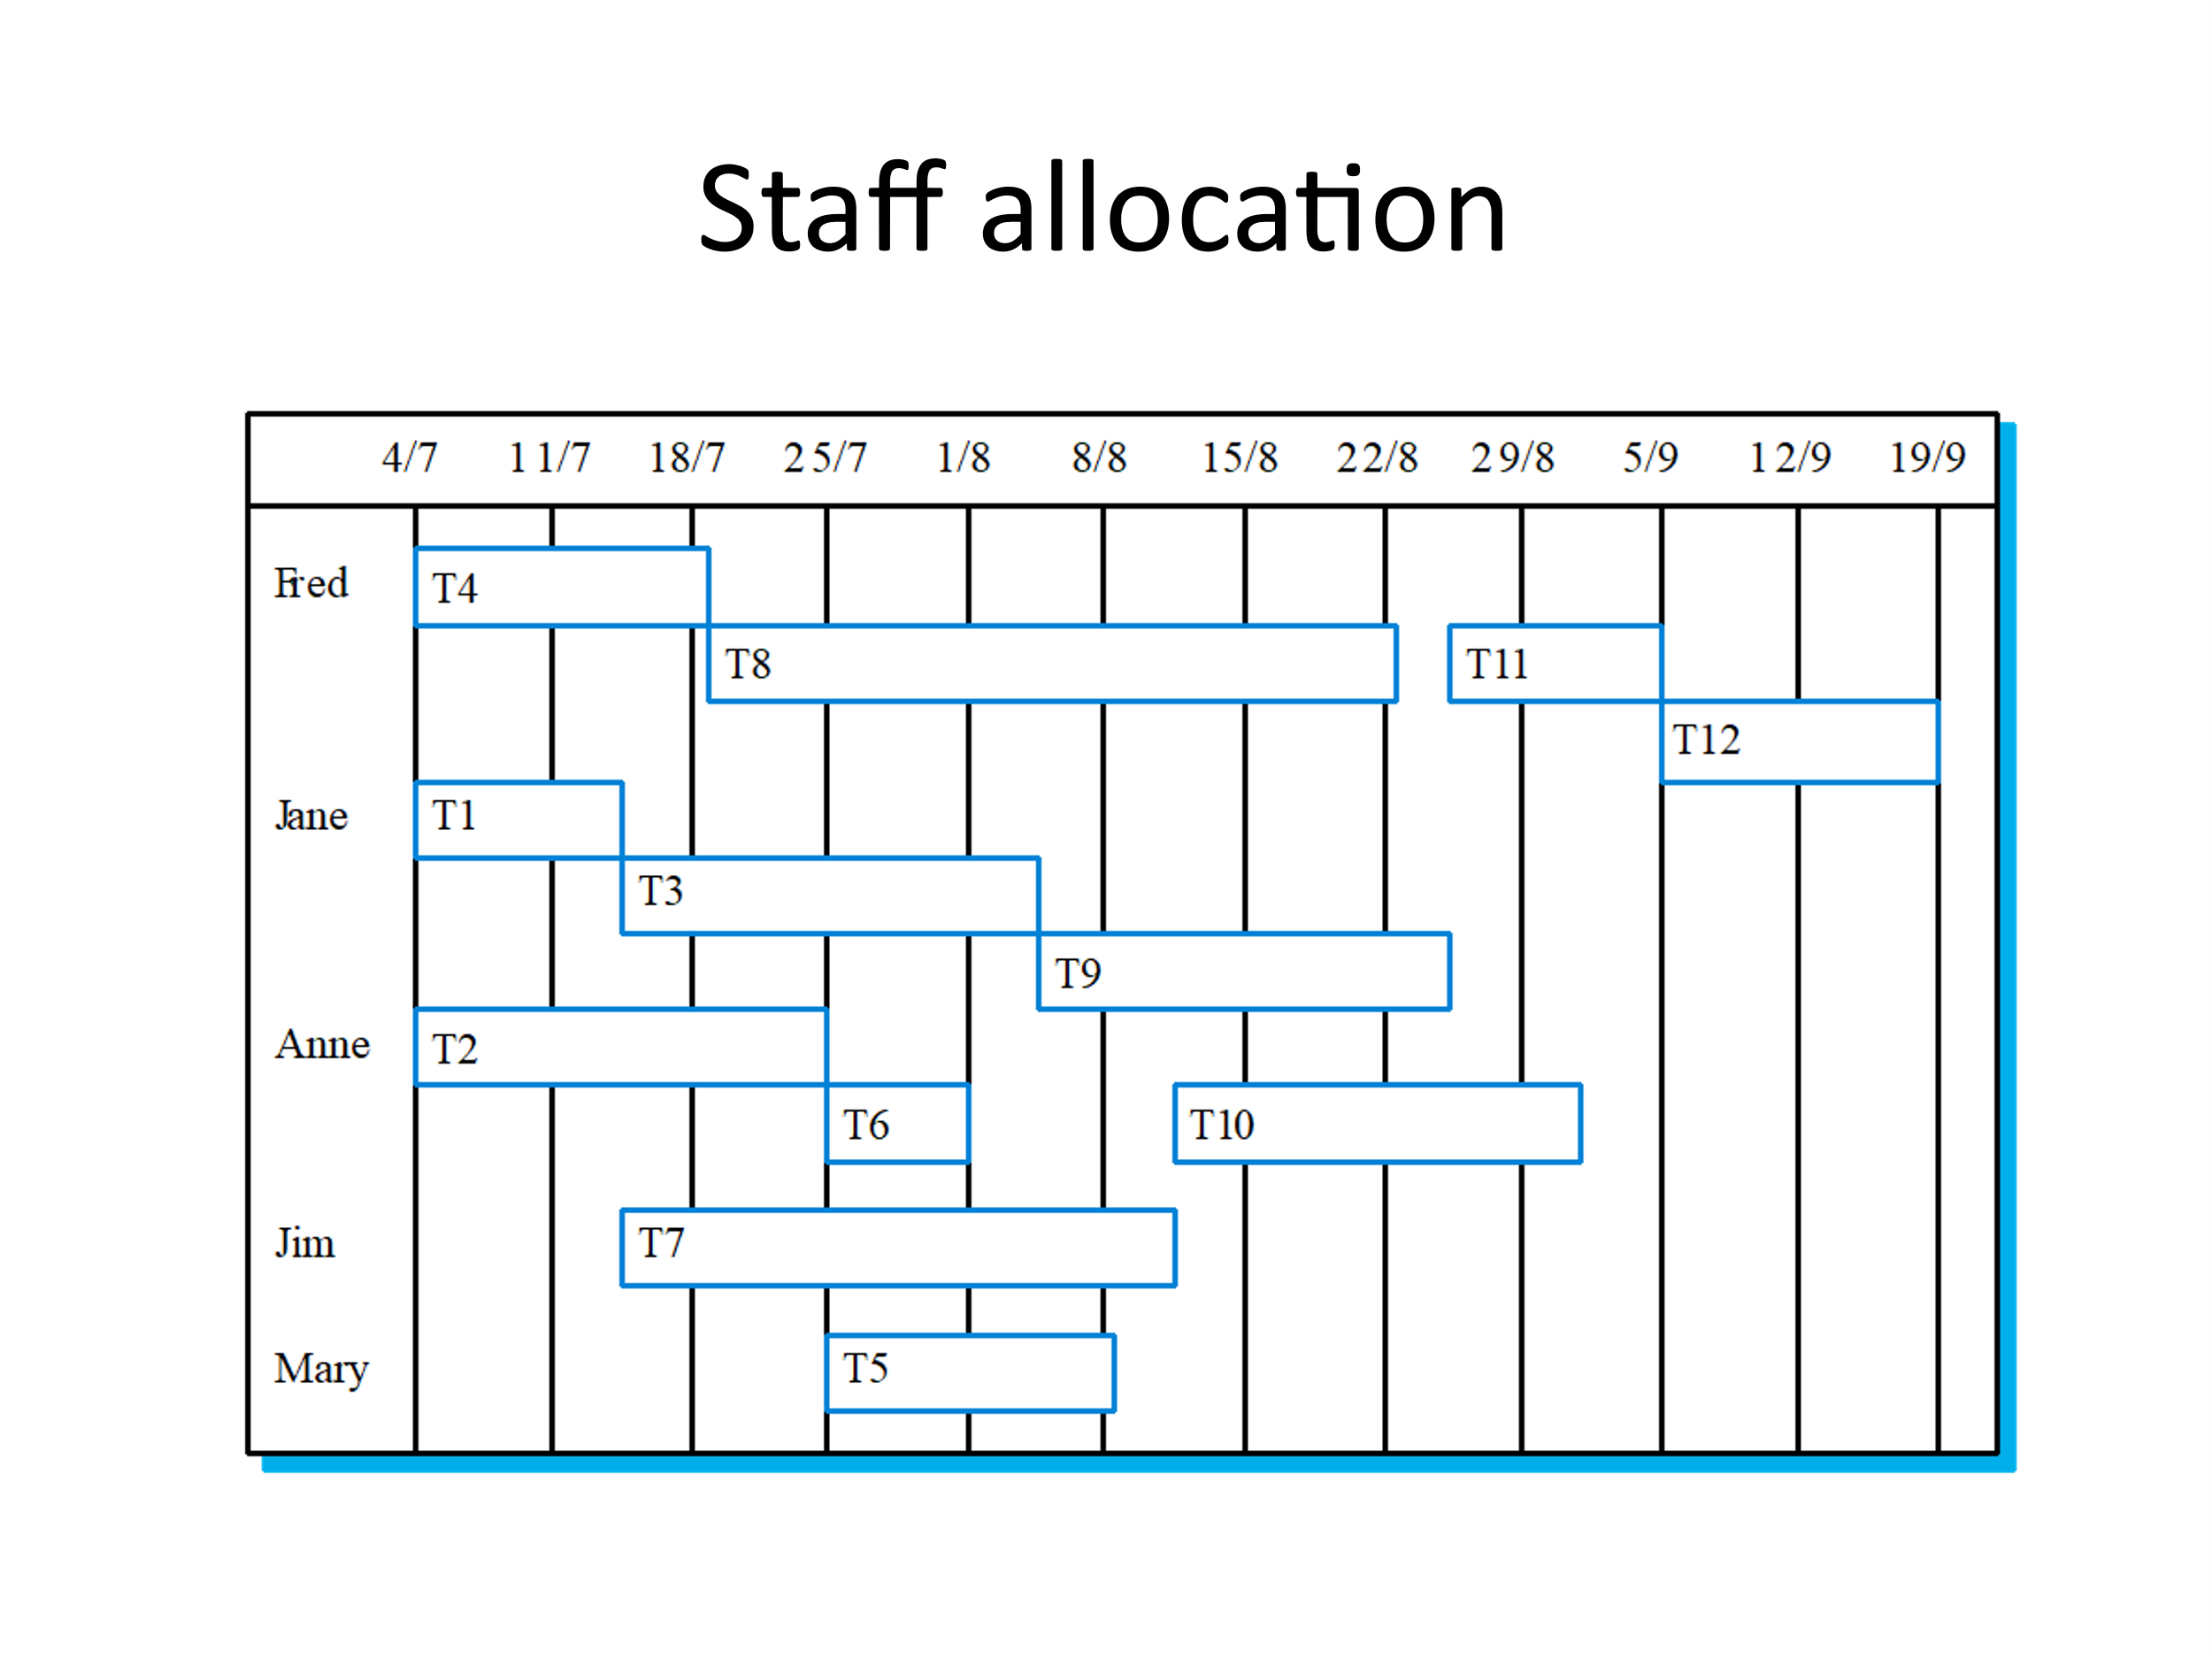 Staff allocation
4/7 11/7 18/7 25/7 1/8 8/8 15/8 22/8 29/8 5/9 12/9 19/9
Fred T4
T8 T11
T12
Jane T1
T3
T9
Anne T2
T6 T10
Jim T7
Mary T5